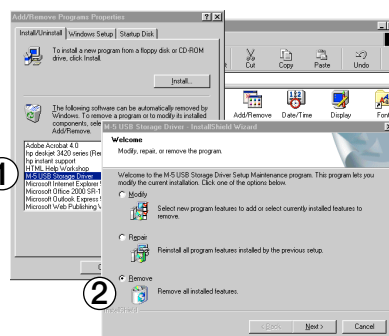 Add/Remove Programs Properties
Install/Uninstall Windows Setup Startup Disk
To install a new program from a floppy disk or CD-ROM
drive, click Install.
Install...
The following software can be automatically removed by
Windows. To remove a program or to modify its installed
components, sele
Add/Remove.
Adobe Acrobat 4.0
hp deskjet 3420 series (Re
hp instant support
HTML Help Workshop
M-5 USB Storage Driver
Microsoft Internet Explorer
Microsoft Office 2000 SR-1
Microsoft Outlook Express
Microsoft Web Publishing
1
Cut Copy Paste Undo
Add/Remove Date/Time Display Font
M-5 USB Storage Driver - InstallShield Wizard
Welcome
Modify, repair, or remove the program.
Welcome to the M-5 USB Storage Driver Setup Maintenance program. This program lets you
modify the current installation. Click one of the options below.
Modify
Select new program features to add or select currently installed features to
remove.
Repair
Reinstall all program features installed by the previous setup.
2
Remove
Remove all installed features.
InstallShield
< Back Next > Cancel